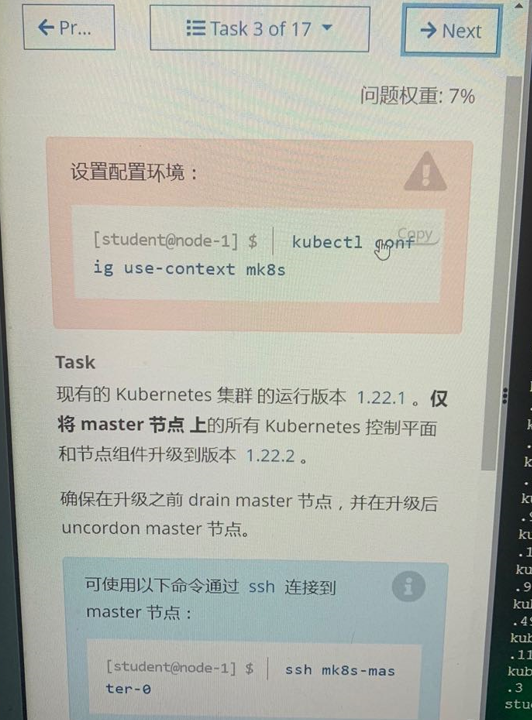 Pr...
Task 3 of 17
Next
问题权重: 7%
设置配置环境：
Copy
[student@node-1] $ kubectl conf
ig use-context mk8s
Task
现有的 Kubernetes 集群 的运行版本 1.22.1 。仅
将 master 节点 上的所有 Kubernetes 控制平面
和节点组件升级到版本 1.22.2 。
确保在升级之前 drain master 节点，并在升级后
uncordon master 节点。
可使用以下命令通过 ssh 连接到
master 节点：
[student@node-1] $ ssh mk8s-mas
ter-0